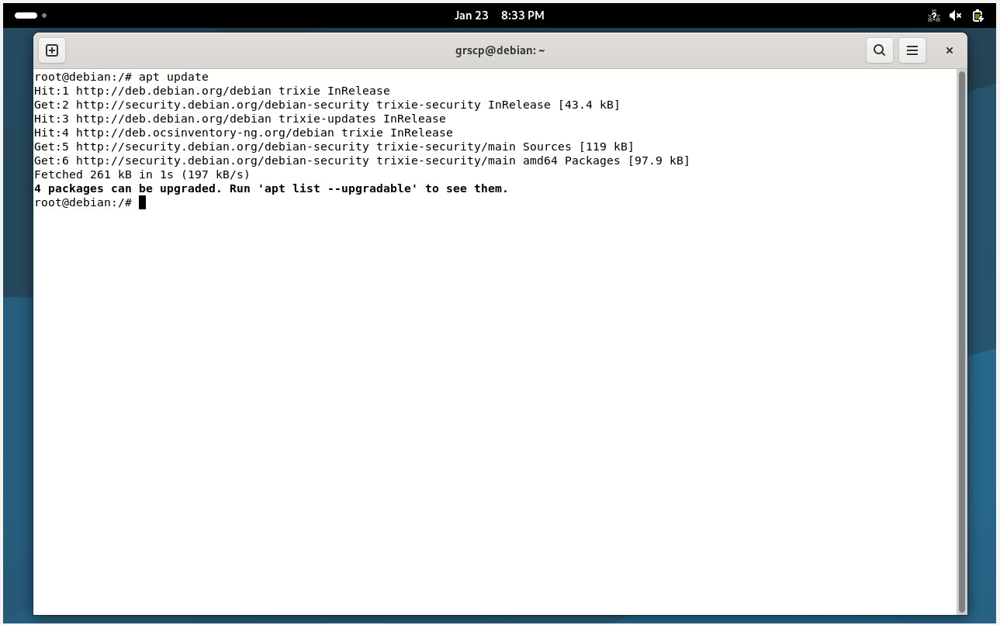 Jan 23 8:33 PM
grscp@debian: ~
root@debian:/# apt update
Hit:1 http://deb.debian.org/debian trixie InRelease
Get:2 http://security.debian.org/debian-security trixie-security InRelease [43.4 kB]
Hit:3 http://deb.debian.org/debian trixie-updates InRelease
Hit:4 http://deb.ocsinventory-ng.org/debian trixie InRelease
Get:5 http://security.debian.org/debian-security trixie-security/main Sources [119 kB]
Get:6 http://security.debian.org/debian-security trixie-security/main amd64 Packages [97.9 kB]
Fetched 261 kB in 1s (197 kB/s)
4 packages can be upgraded. Run 'apt list --upgradable' to see them.
root@debian:/#